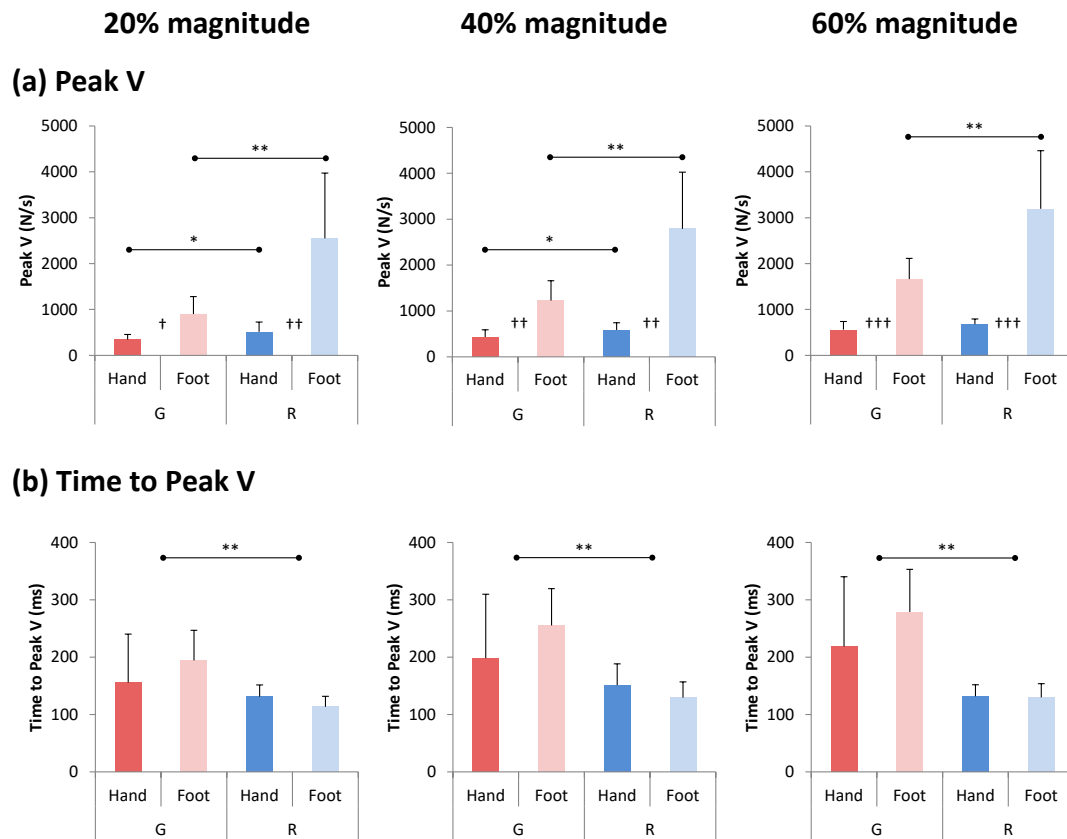 20% magnitude 40% magnitude 60% magnitude
(a) Peak V
Peak V (N/s)
5000
4000
3000
2000
1000
0
**
*
† ††
Hand Foot Hand Foot
G R
Peak V (N/s)
5000
4000
3000
2000
1000
0
**
*
†† ††
Hand Foot Hand Foot
G R
Peak V (N/s)
5000
4000
3000
2000
1000
0
**
††† †††
Hand Foot Hand Foot
G R
(b) Time to Peak V
Time to Peak V (ms)
400
300
200
100
0
**
Hand Foot Hand Foot
G R
Time to Peak V (ms)
400
300
200
100
0
**
Hand Foot Hand Foot
G R
Time to Peak V (ms)
400
300
200
100
0
**
Hand Foot Hand Foot
G R